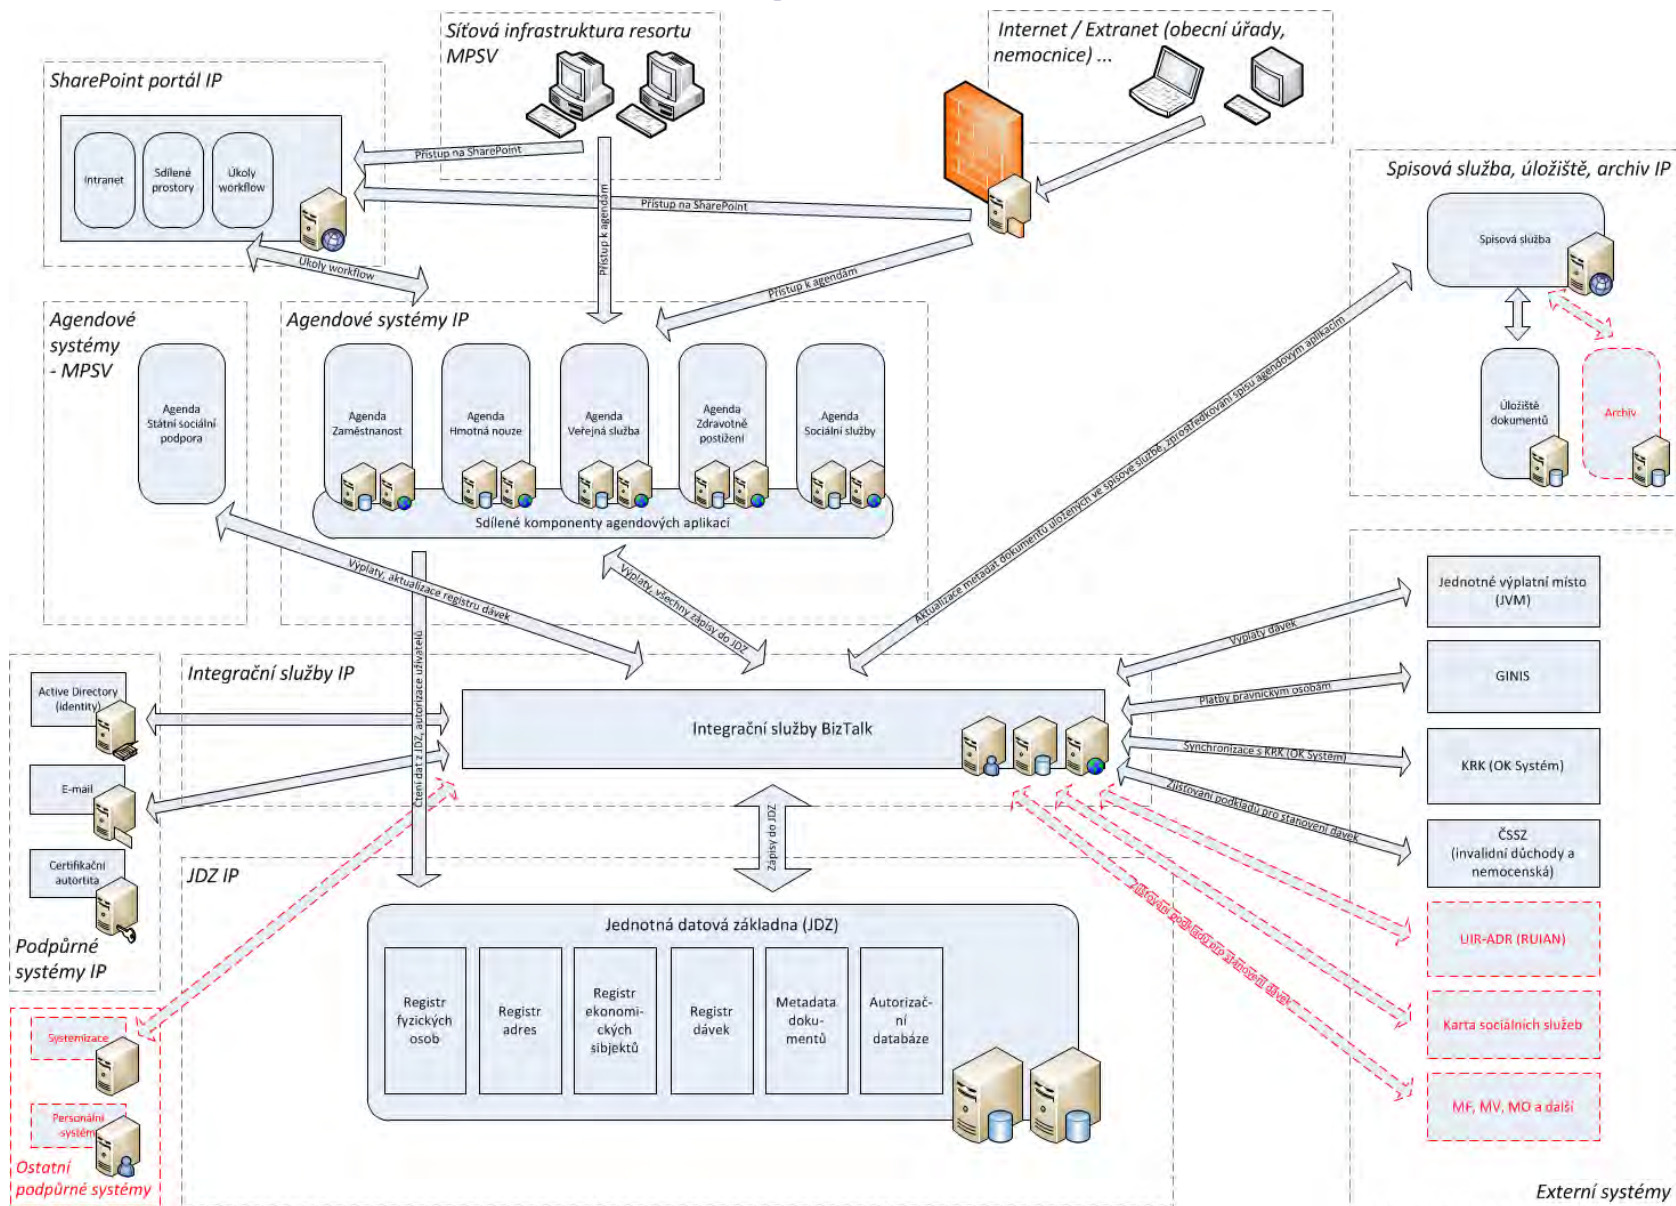 Síťová infrastruktura resortu
MPSV
Internet / Extranet (obecní úřady,
nemocnice) ...
SharePoint portál IP
Intranet
Sdílené
prostory
Úkoly
workflow
Přístup na SharePoint
Přístup na SharePoint
Přístup k agendám
Přístup k agendám
Úkoly workflow
Spisová služba, úložiště, archiv IP
Spisová služba
Úložiště
dokumentů
Archiv
Agendové
systémy
- MPSV
Agenda
Státní sociální
podpora
Agendové systémy IP
Agenda
Zaměstnanost
Agenda
Hmotná nouze
Agenda
Veřejná služba
Agenda
Zdravotně
postižení
Agenda
Sociální služby
Sdílené komponenty agendových aplikací
Aktualizace metadat dokumentu uložených ve spisové službě, zprostředkování spisu agendovým aplikacím
Výplaty, aktualizace registru dávek
Výplaty, všechny zápisy do JDZ
Čtení dat z JDZ, autorizace uživatelů
Integrační služby IP
Integrační služby BizTalk
Active Directory
(identity)
E-mail
Certifikační
autortita
Podpůrné
systémy IP
Systemizace
Personální
systém
Ostatní
podpůrné systémy
Zápisy do JDZ
JDZ IP
Jednotná datová základna (JDZ)
Registr
fyzických
osob
Registr
adres
Registr
ekonomi-
ckých
sibjektů
Registr
dávek
Metadata
doku-
mentů
Autorizač-
ní
databáze
Výplaty dávek
Platby právnickým osobám
Synchronizace s KRK (OK Systém)
Zjišťování podkladů pro stanovení dávek
Zjišťování podkladů pro stanovení dávek
Jednotné výplatní místo
(JVM)
GINIS
KRK (OK Systém)
ČSSZ
(invalidní důchody a
nemocenská)
UIR-ADR (RUIAN)
Karta sociálních služeb
MF, MV, MO a další
Externí systémy